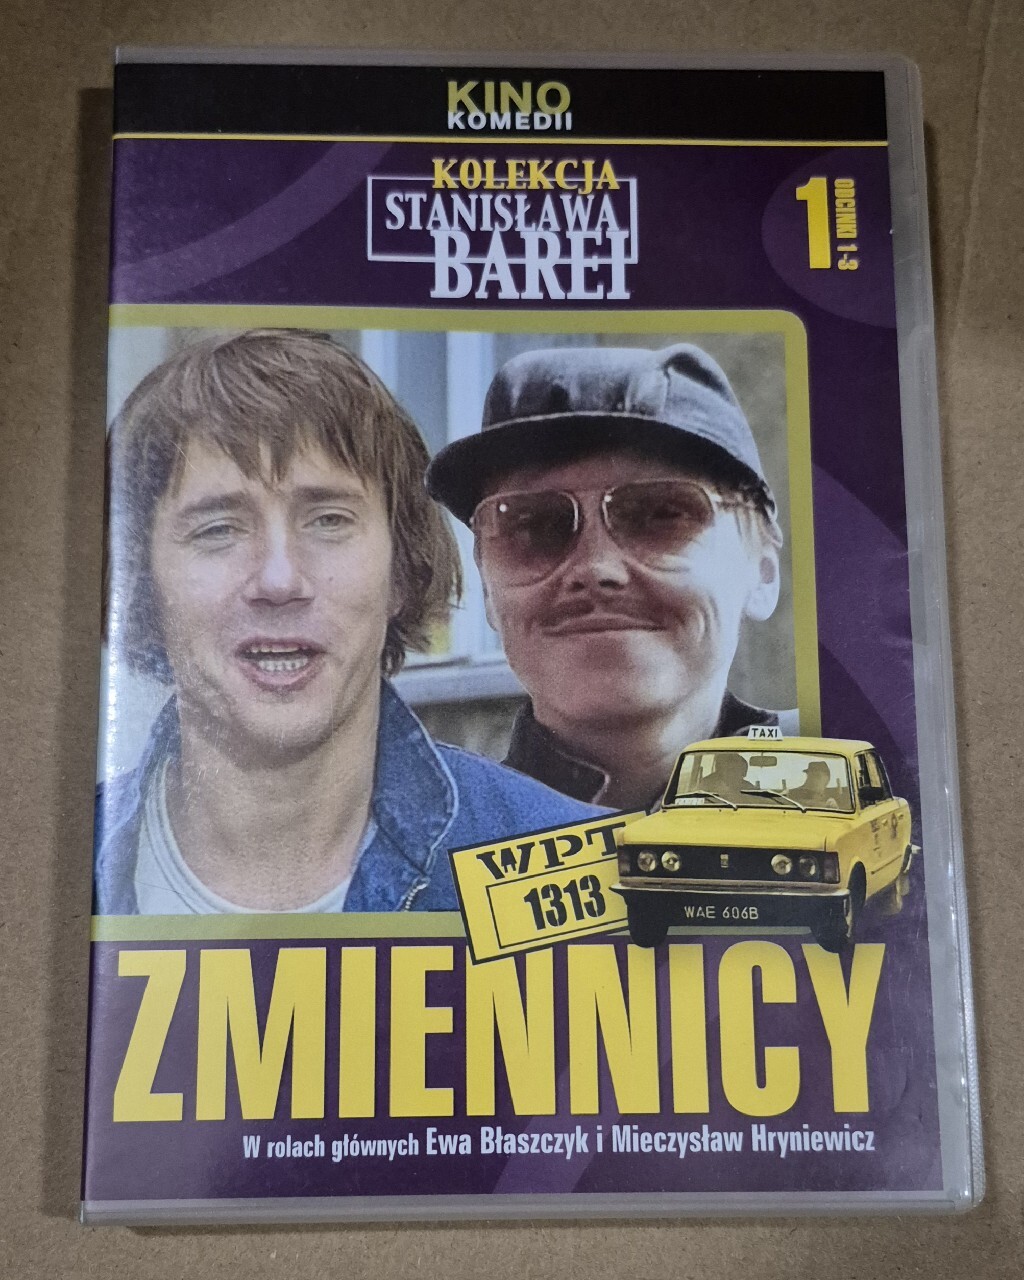 KINO
KOMEDII
KOLEKCJA
STANISŁAWA
BAREI
1
ODCINKI 1-3
TAXI
WPT
1313
WAE 606B
ZMIENNICY
W rolach głównych Ewa Błaszczyk i Mieczysław Hryniewicz